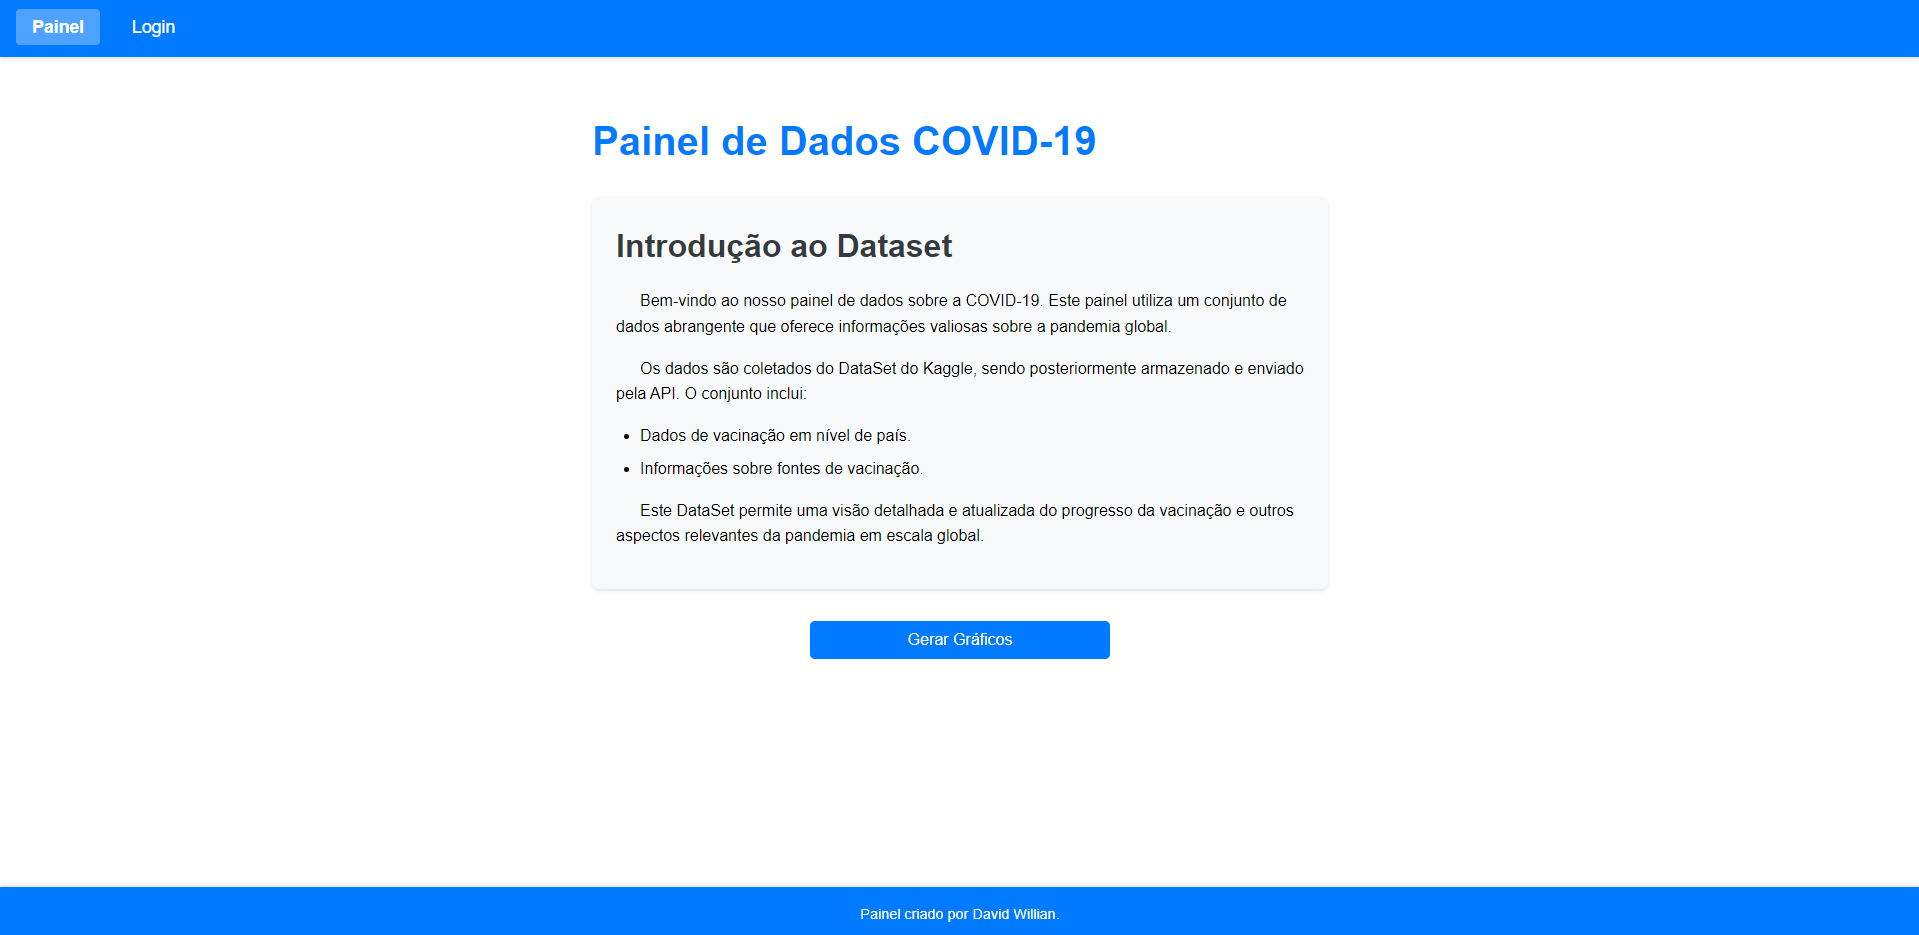 Painel Login
Painel de Dados COVID-19
Introdução ao Dataset
Bem-vindo ao nosso painel de dados sobre a COVID-19. Este painel utiliza um conjunto de
dados abrangente que oferece informações valiosas sobre a pandemia global.
Os dados são coletados do DataSet do Kaggle, sendo posteriormente armazenado e enviado
pela API. O conjunto inclui:
• Dados de vacinação em nível de país.
• Informações sobre fontes de vacinação.
Este DataSet permite uma visão detalhada e atualizada do progresso da vacinação e outros
aspectos relevantes da pandemia em escala global.
Gerar Gráficos
Painel criado por David Willian.